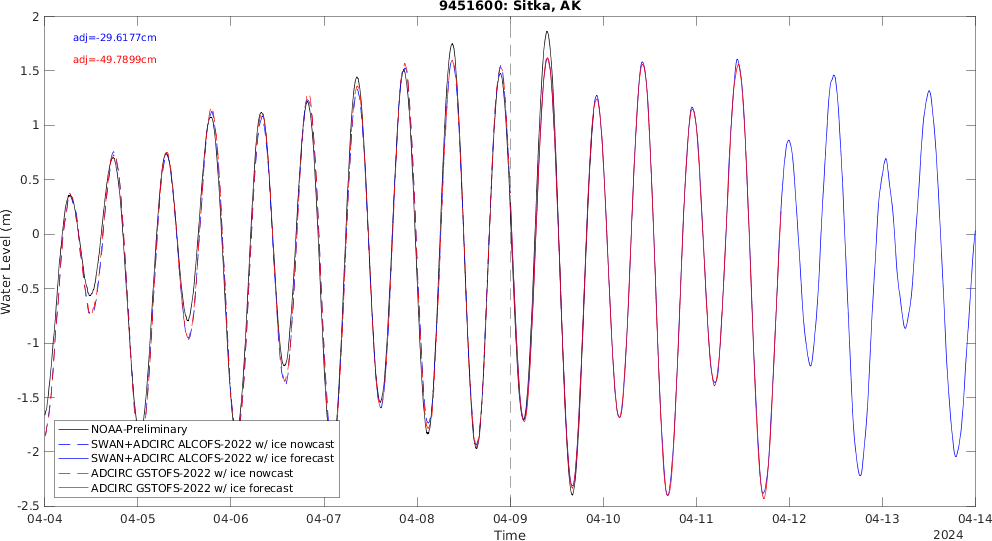 9451600: Sitka, AK
adj=-29.6177cm
adj=-49.7899cm
Water Level (m)
2
1.5
1
0.5
0
-0.5
-1
-1.5
-2
-2.5
NOAA-Preliminary
SWAN+ADCIRC ALCOFS-2022 w/ ice nowcast
SWAN+ADCIRC ALCOFS-2022 w/ ice forecast
ADCIRC GSTOFS-2022 w/ ice nowcast
ADCIRC GSTOFS-2022 w/ ice forecast
04-04 04-05 04-06 04-07 04-08 04-09 04-10 04-11 04-12 04-13 04-14
Time
2024